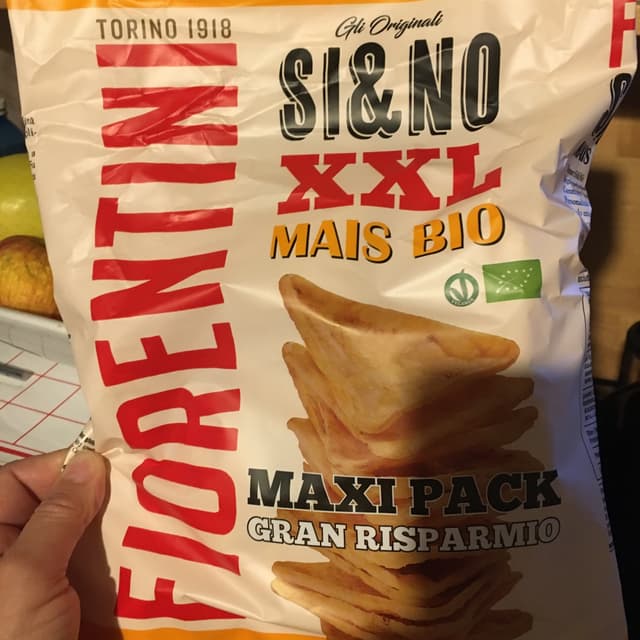 TORINO 1918
FIORENTINI
Gli Originali
SI&NO
XXL
MAIS BIO
MAXI PACK
GRAN RISPARMIO